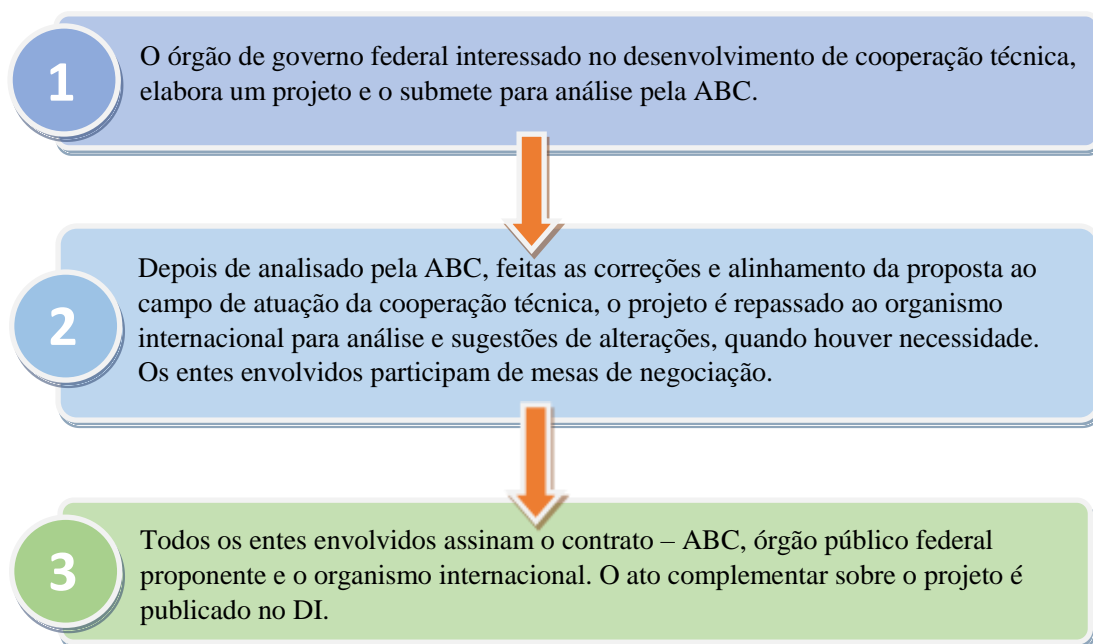 1
O órgão de governo federal interessado no desenvolvimento de cooperação técnica,
elabora um projeto e o submete para análise pela ABC.
2
Depois de analisado pela ABC, feitas as correções e alinhamento da proposta ao
campo de atuação da cooperação técnica, o projeto é repassado ao organismo
internacional para análise e sugestões de alterações, quando houver necessidade.
Os entes envolvidos participam de mesas de negociação.
3
Todos os entes envolvidos assinam o contrato – ABC, órgão público federal
proponente e o organismo internacional. O ato complementar sobre o projeto é
publicado no DI.